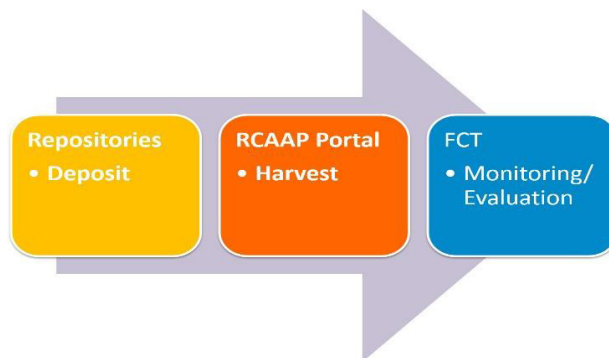 Repositories
• Deposit
RCAAP Portal
• Harvest
FCT
• Monitoring/
Evaluation